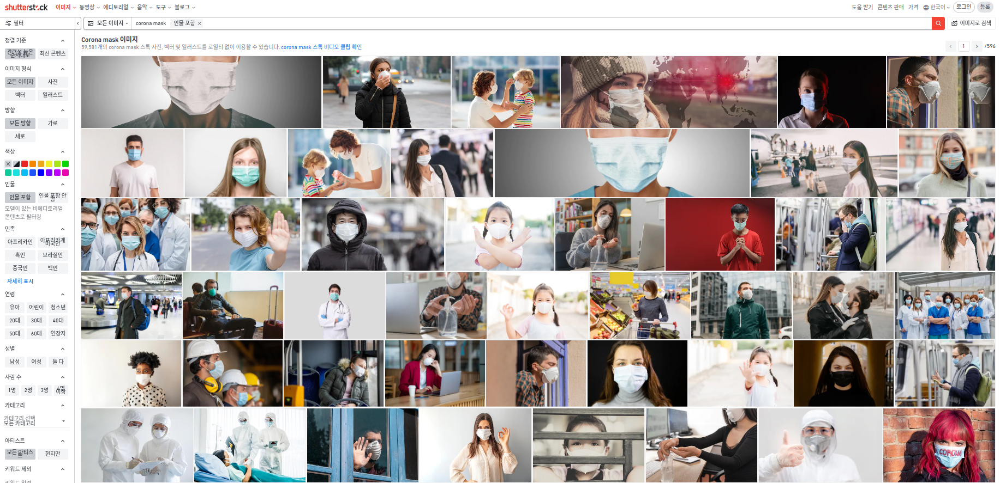 shutterstock 이미지 동영상 에디토리얼 음악 도구 블로그 도움 받기 콘텐츠 판매 가격 한국어 로그인 등록
필터 모든 이미지 corona mask 인물 포함 이미지로 검색
Corona mask 이미지
59,581개의 corona mask 스톡 사진, 벡터 및 일러스트를 로열티 없이 이용할 수 있습니다. corona mask 스톡 비디오 클립 확인
1 /596
정렬 기준
관련성 높은 순서대로 최신 콘텐츠
이미지 형식
모든 이미지 사진
벡터 일러스트
방향
모든 방향 가로
세로
색상
인물
인물 포함 인물 포함 안 함
모델이 있는 비에디토리얼
콘텐츠로 필터링
민족
아프리카인 아프리카계 미국인
흑인 브라질인
중국인 백인
자세히 표시
연령
유아 어린이 청소년
20대 30대 40대
50대 60대 연장자
성별
남성 여성 둘 다
사람 수
1명 2명 3명 4명 이상
카테고리
카테고리 선택
모든 카테고리
아티스트
모든 아티스트 현지만
키워드 제외
CORONA